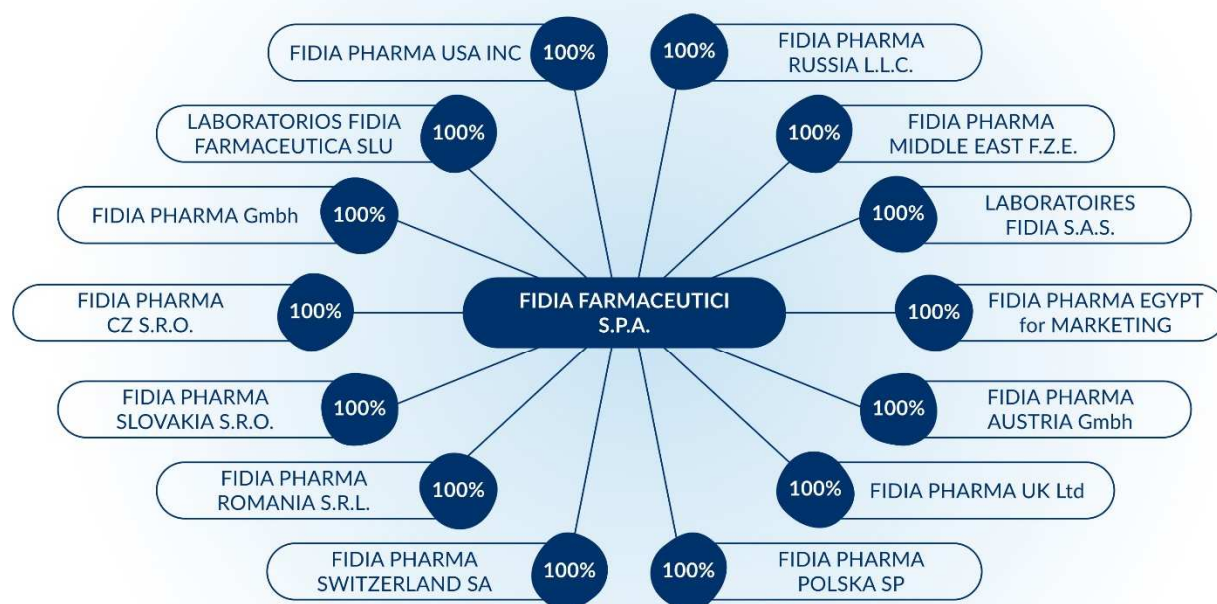 FIDIA PHARMA USA INC
100%
100%
FIDIA PHARMA
RUSSIA L.L.C.
LABORATORIOS FIDIA
FARMACEUTICA SLU
100%
100%
FIDIA PHARMA
MIDDLE EAST F.Z.E.
FIDIA PHARMA Gmbh
100%
100%
LABORATOIRES
FIDIA S.A.S.
FIDIA PHARMA
CZ S.R.O.
100%
FIDIA FARMACEUTICI
S.P.A.
100%
FIDIA PHARMA EGYPT
for MARKETING
FIDIA PHARMA
SLOVAKIA S.R.O.
100%
100%
FIDIA PHARMA
AUSTRIA Gmbh
FIDIA PHARMA
ROMANIA S.R.L.
100%
100%
FIDIA PHARMA UK Ltd
FIDIA PHARMA
SWITZERLAND SA
100%
100%
FIDIA PHARMA
POLSKA SP